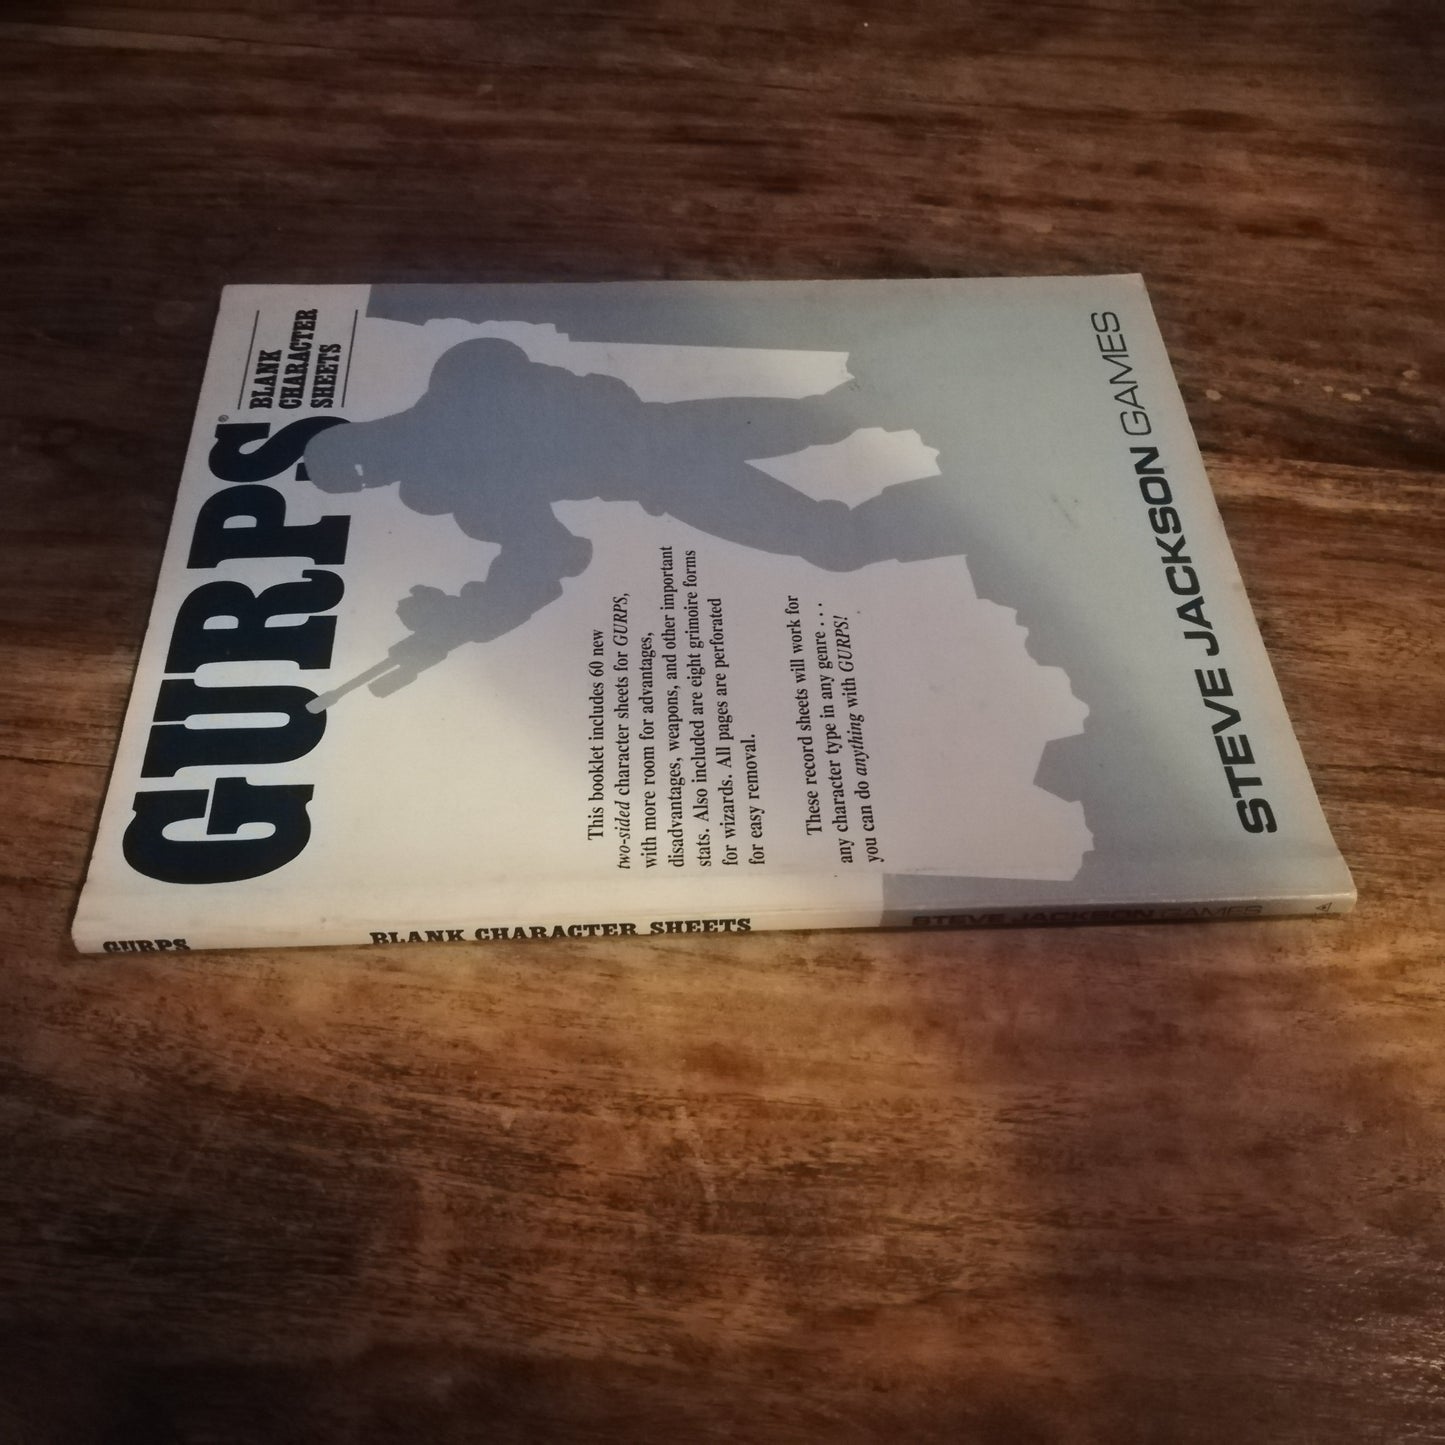 GURPS®
BLANK
CHARACTER
SHEETS
This booklet includes 60 new
two-sided character sheets for GURPS,
with more room for advantages,
disadvantages, weapons, and other important
stats. Also included are eight grimoire forms
for wizards. All pages are perforated
for easy removal.
These record sheets will work for
any character type in any genre . . .
you can do anything with GURPS!
STEVE JACKSON GAMES
GURPS
BLANK CHARACTER SHEETS
STEVE JACKSON GAMES